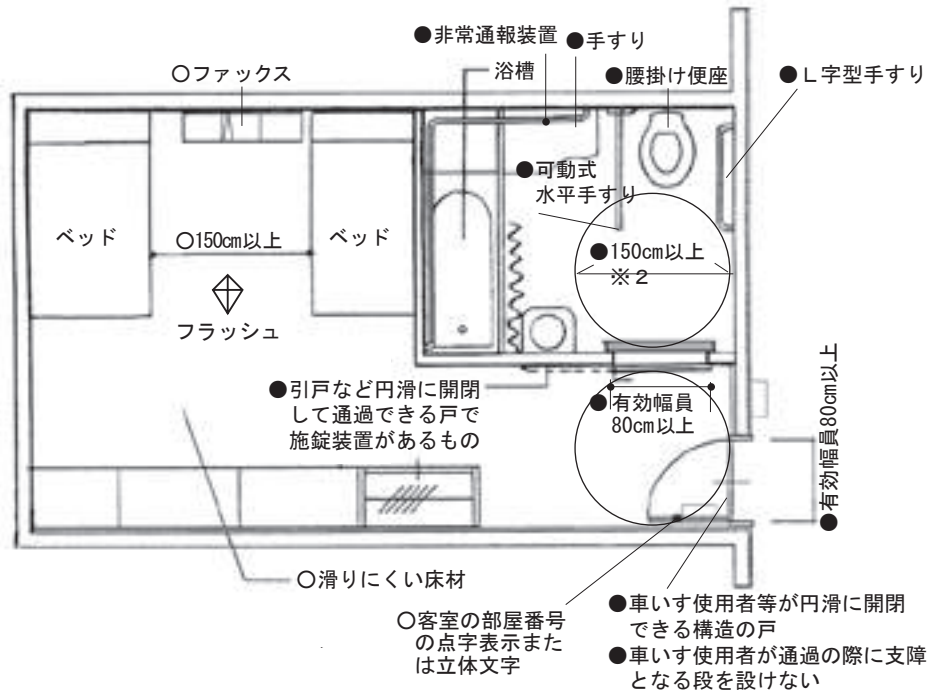 ●非常通報装置
●手すり
○ファックス
浴槽
●腰掛け便座
●L字型手すり
●可動式
水平手すり
ベッド
○150cm以上
ベッド
●150cm以上
※2
フラッシュ
●引戸など円滑に開閉
して通過できる戸で
施錠装置があるもの
●有効幅員
80cm以上
●有効幅員80cm以上
○滑りにくい床材
○客室の部屋番号
の点字表示また
は立体文字
●車いす使用者等が円滑に開閉
できる構造の戸
●車いす使用者が通過の際に支障
となる段を設けない